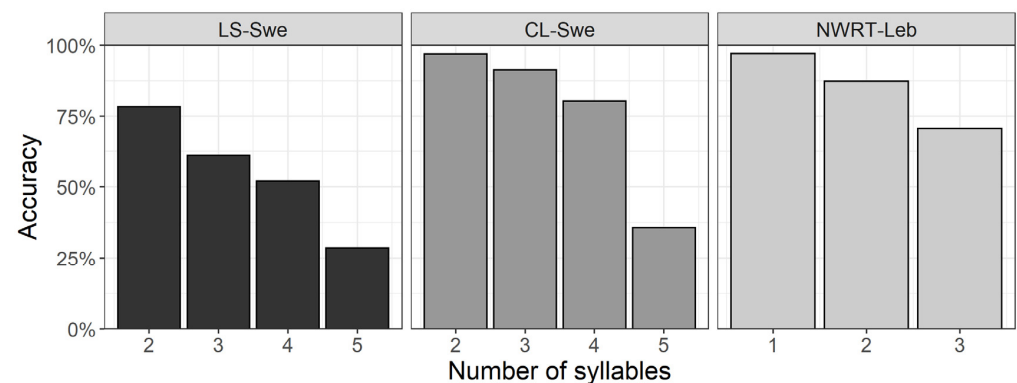 LS-Swe CL-Swe NWRT-Leb
100%
75%
50%
25%
0%
Accuracy
2 3 4 5 2 3 4 5 1 2 3
Number of syllables